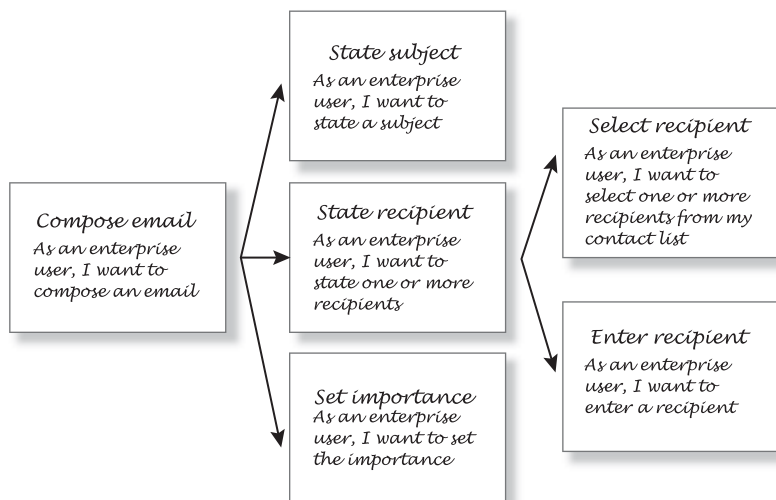 Compose email
As an enterprise
user, I want to
compose an email
State subject
As an enterprise
user, I want to
state a subject
State recipient
As an enterprise
user, I want to
state one or more
recipients
Set importance
As an enterprise
user, I want to set
the importance
Select recipient
As an enterprise
user, I want to
select one or more
recipients from my
contact list
Enter recipient
As an enterprise
user, I want to
enter a recipient